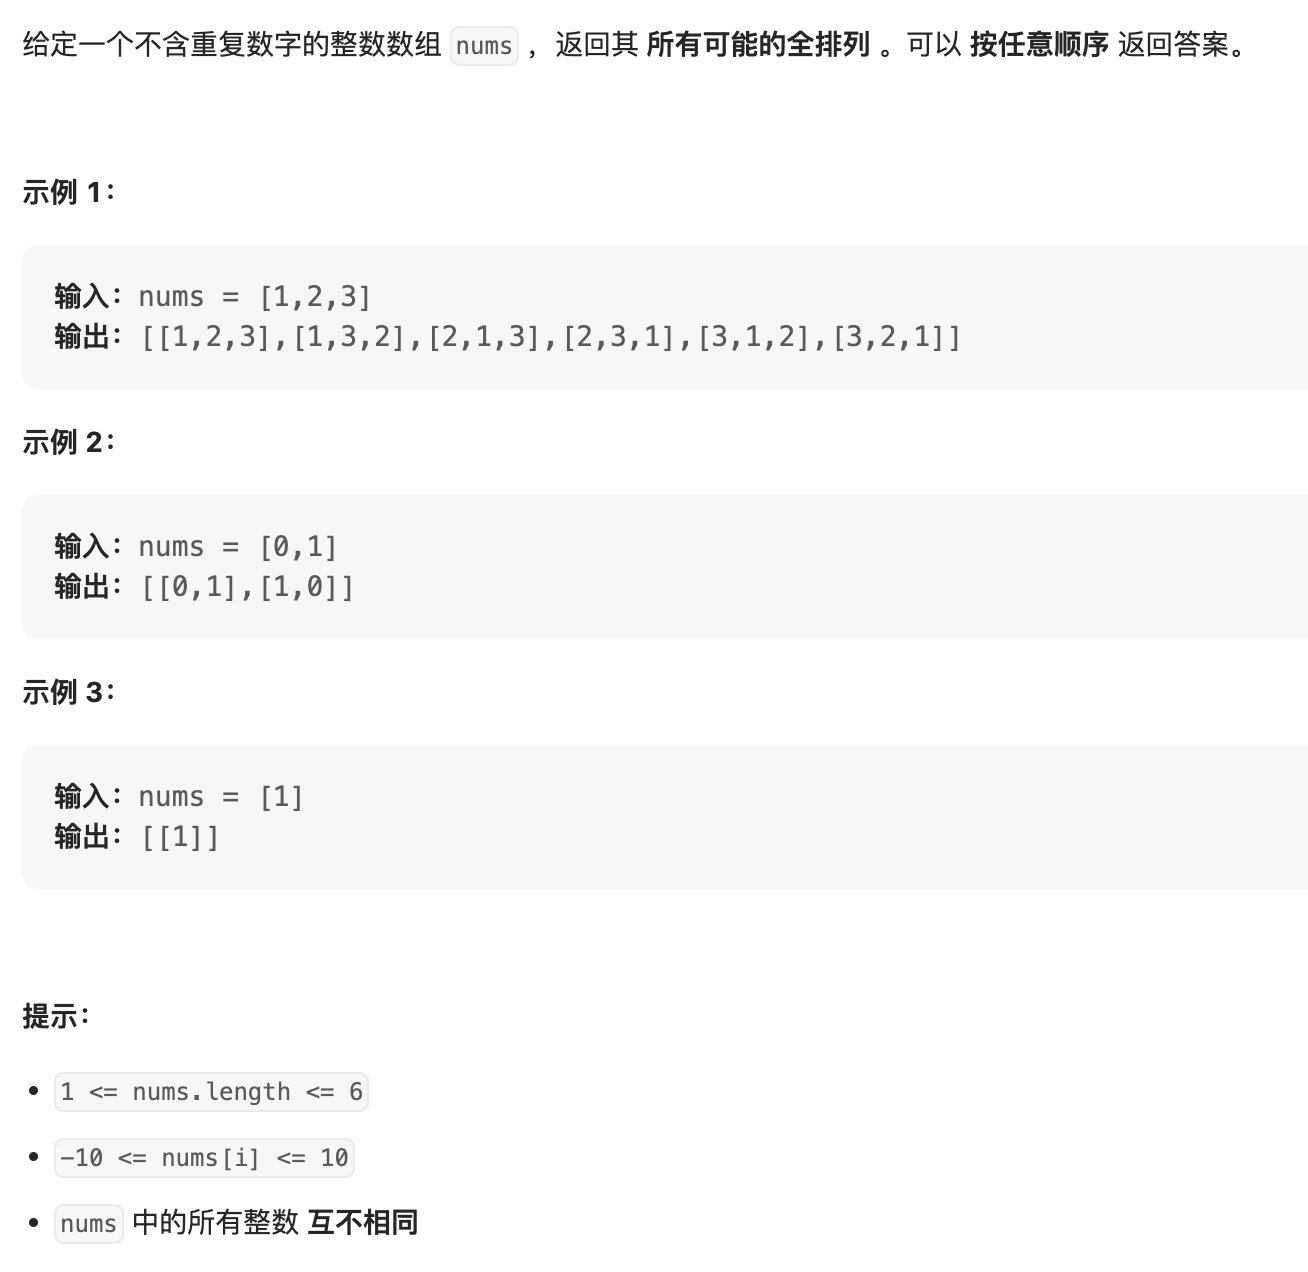 给定一个不含重复数字的整数数组 nums ，返回其 所有可能的全排列 。可以 按任意顺序 返回答案。
示例 1：
输入：nums = [1,2,3]
输出：[[1,2,3],[1,3,2],[2,1,3],[2,3,1],[3,1,2],[3,2,1]]
示例 2：
输入：nums = [0,1]
输出：[[0,1],[1,0]]
示例 3：
输入：nums = [1]
输出：[[1]]
提示：
• 1 <= nums.length <= 6
• -10 <= nums[i] <= 10
• nums 中的所有整数 互不相同